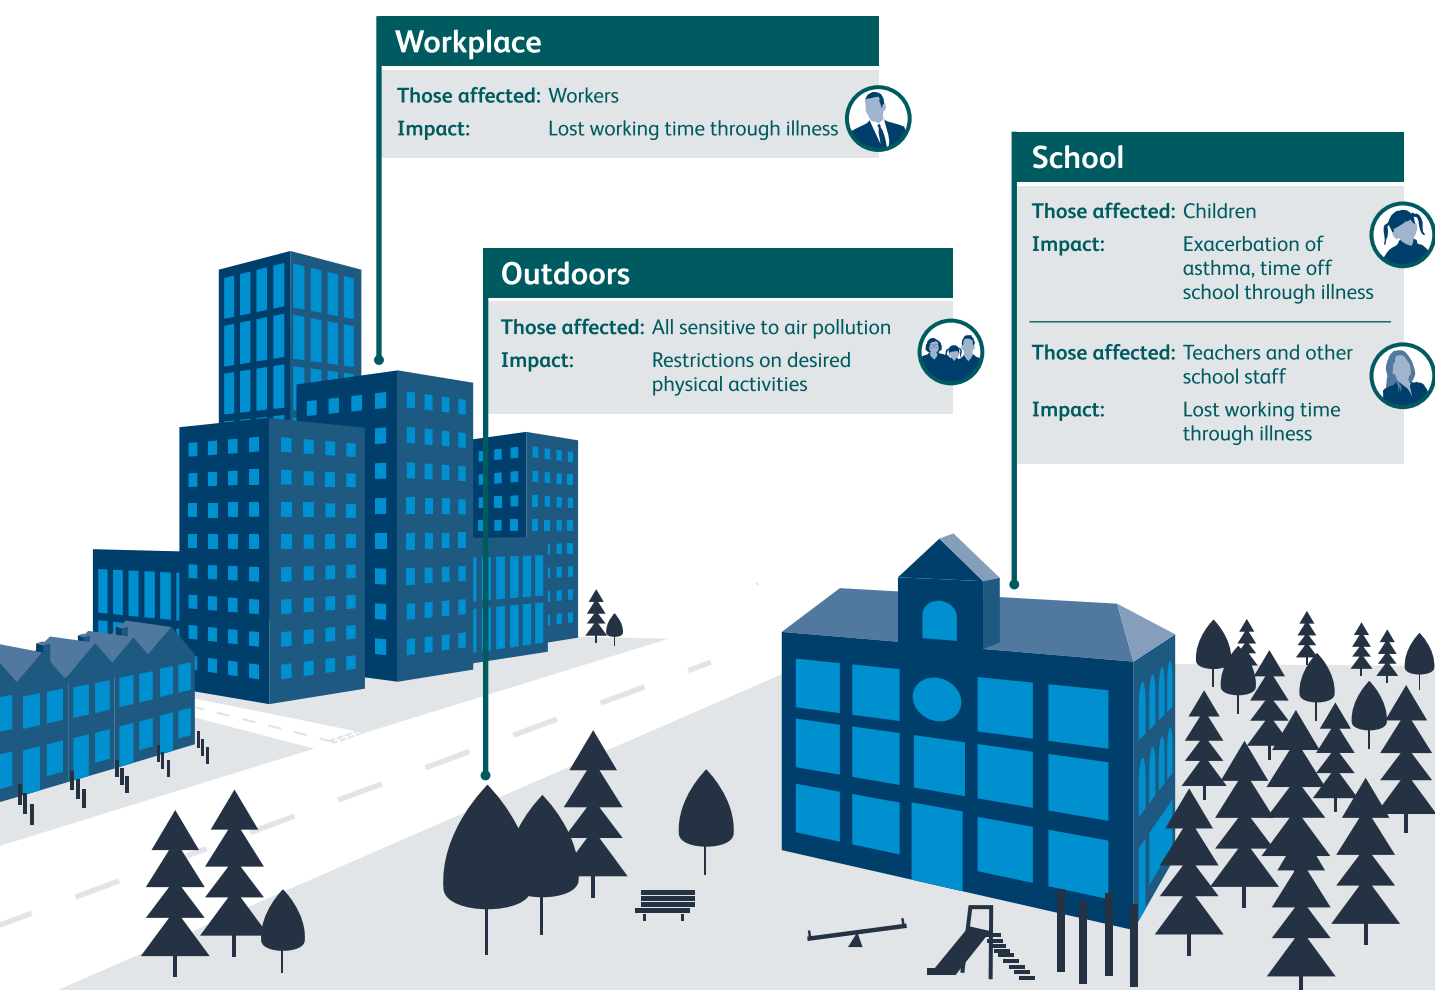 Workplace
Those affected: Workers
Impact: Lost working time through illness
Outdoors
Those affected: All sensitive to air pollution
Impact: Restrictions on desired
physical activities
School
Those affected: Children
Impact: Exacerbation of
asthma, time off
school through illness
Those affected: Teachers and other
school staff
Impact: Lost working time
through illness